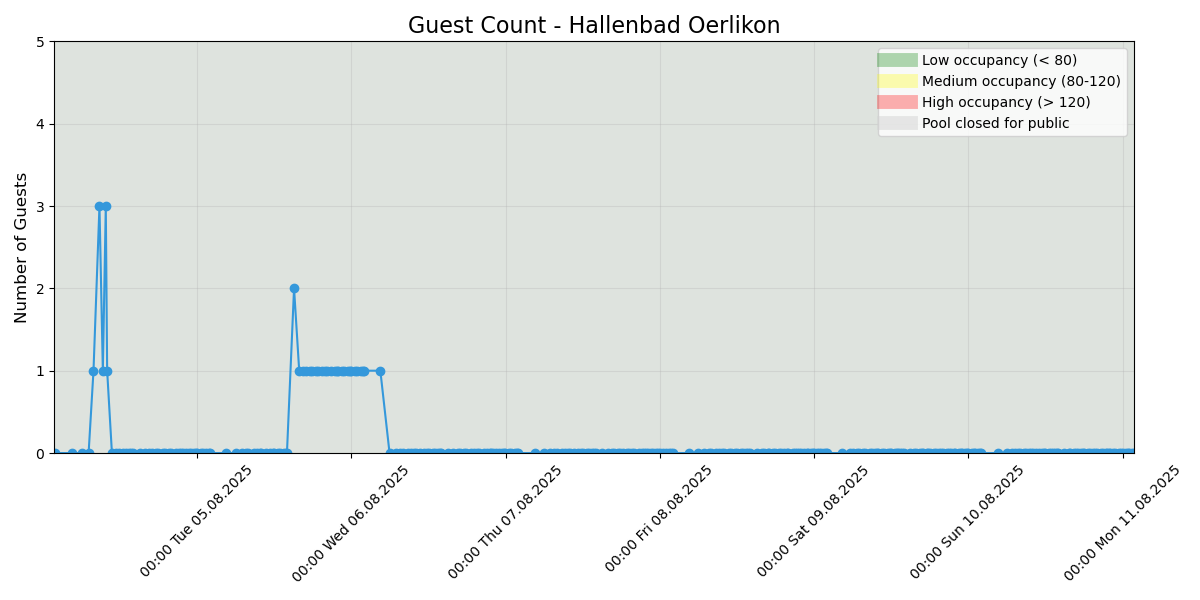 Guest Count - Hallenbad Oerlikon
Number of Guests
5
4
3
2
1
0
Low occupancy (< 80)
Medium occupancy (80-120)
High occupancy (> 120)
Pool closed for public
00:00 Tue 05.08.2025
00:00 Wed 06.08.2025
00:00 Thu 07.08.2025
00:00 Fri 08.08.2025
00:00 Sat 09.08.2025
00:00 Sun 10.08.2025
00:00 Mon 11.08.2025